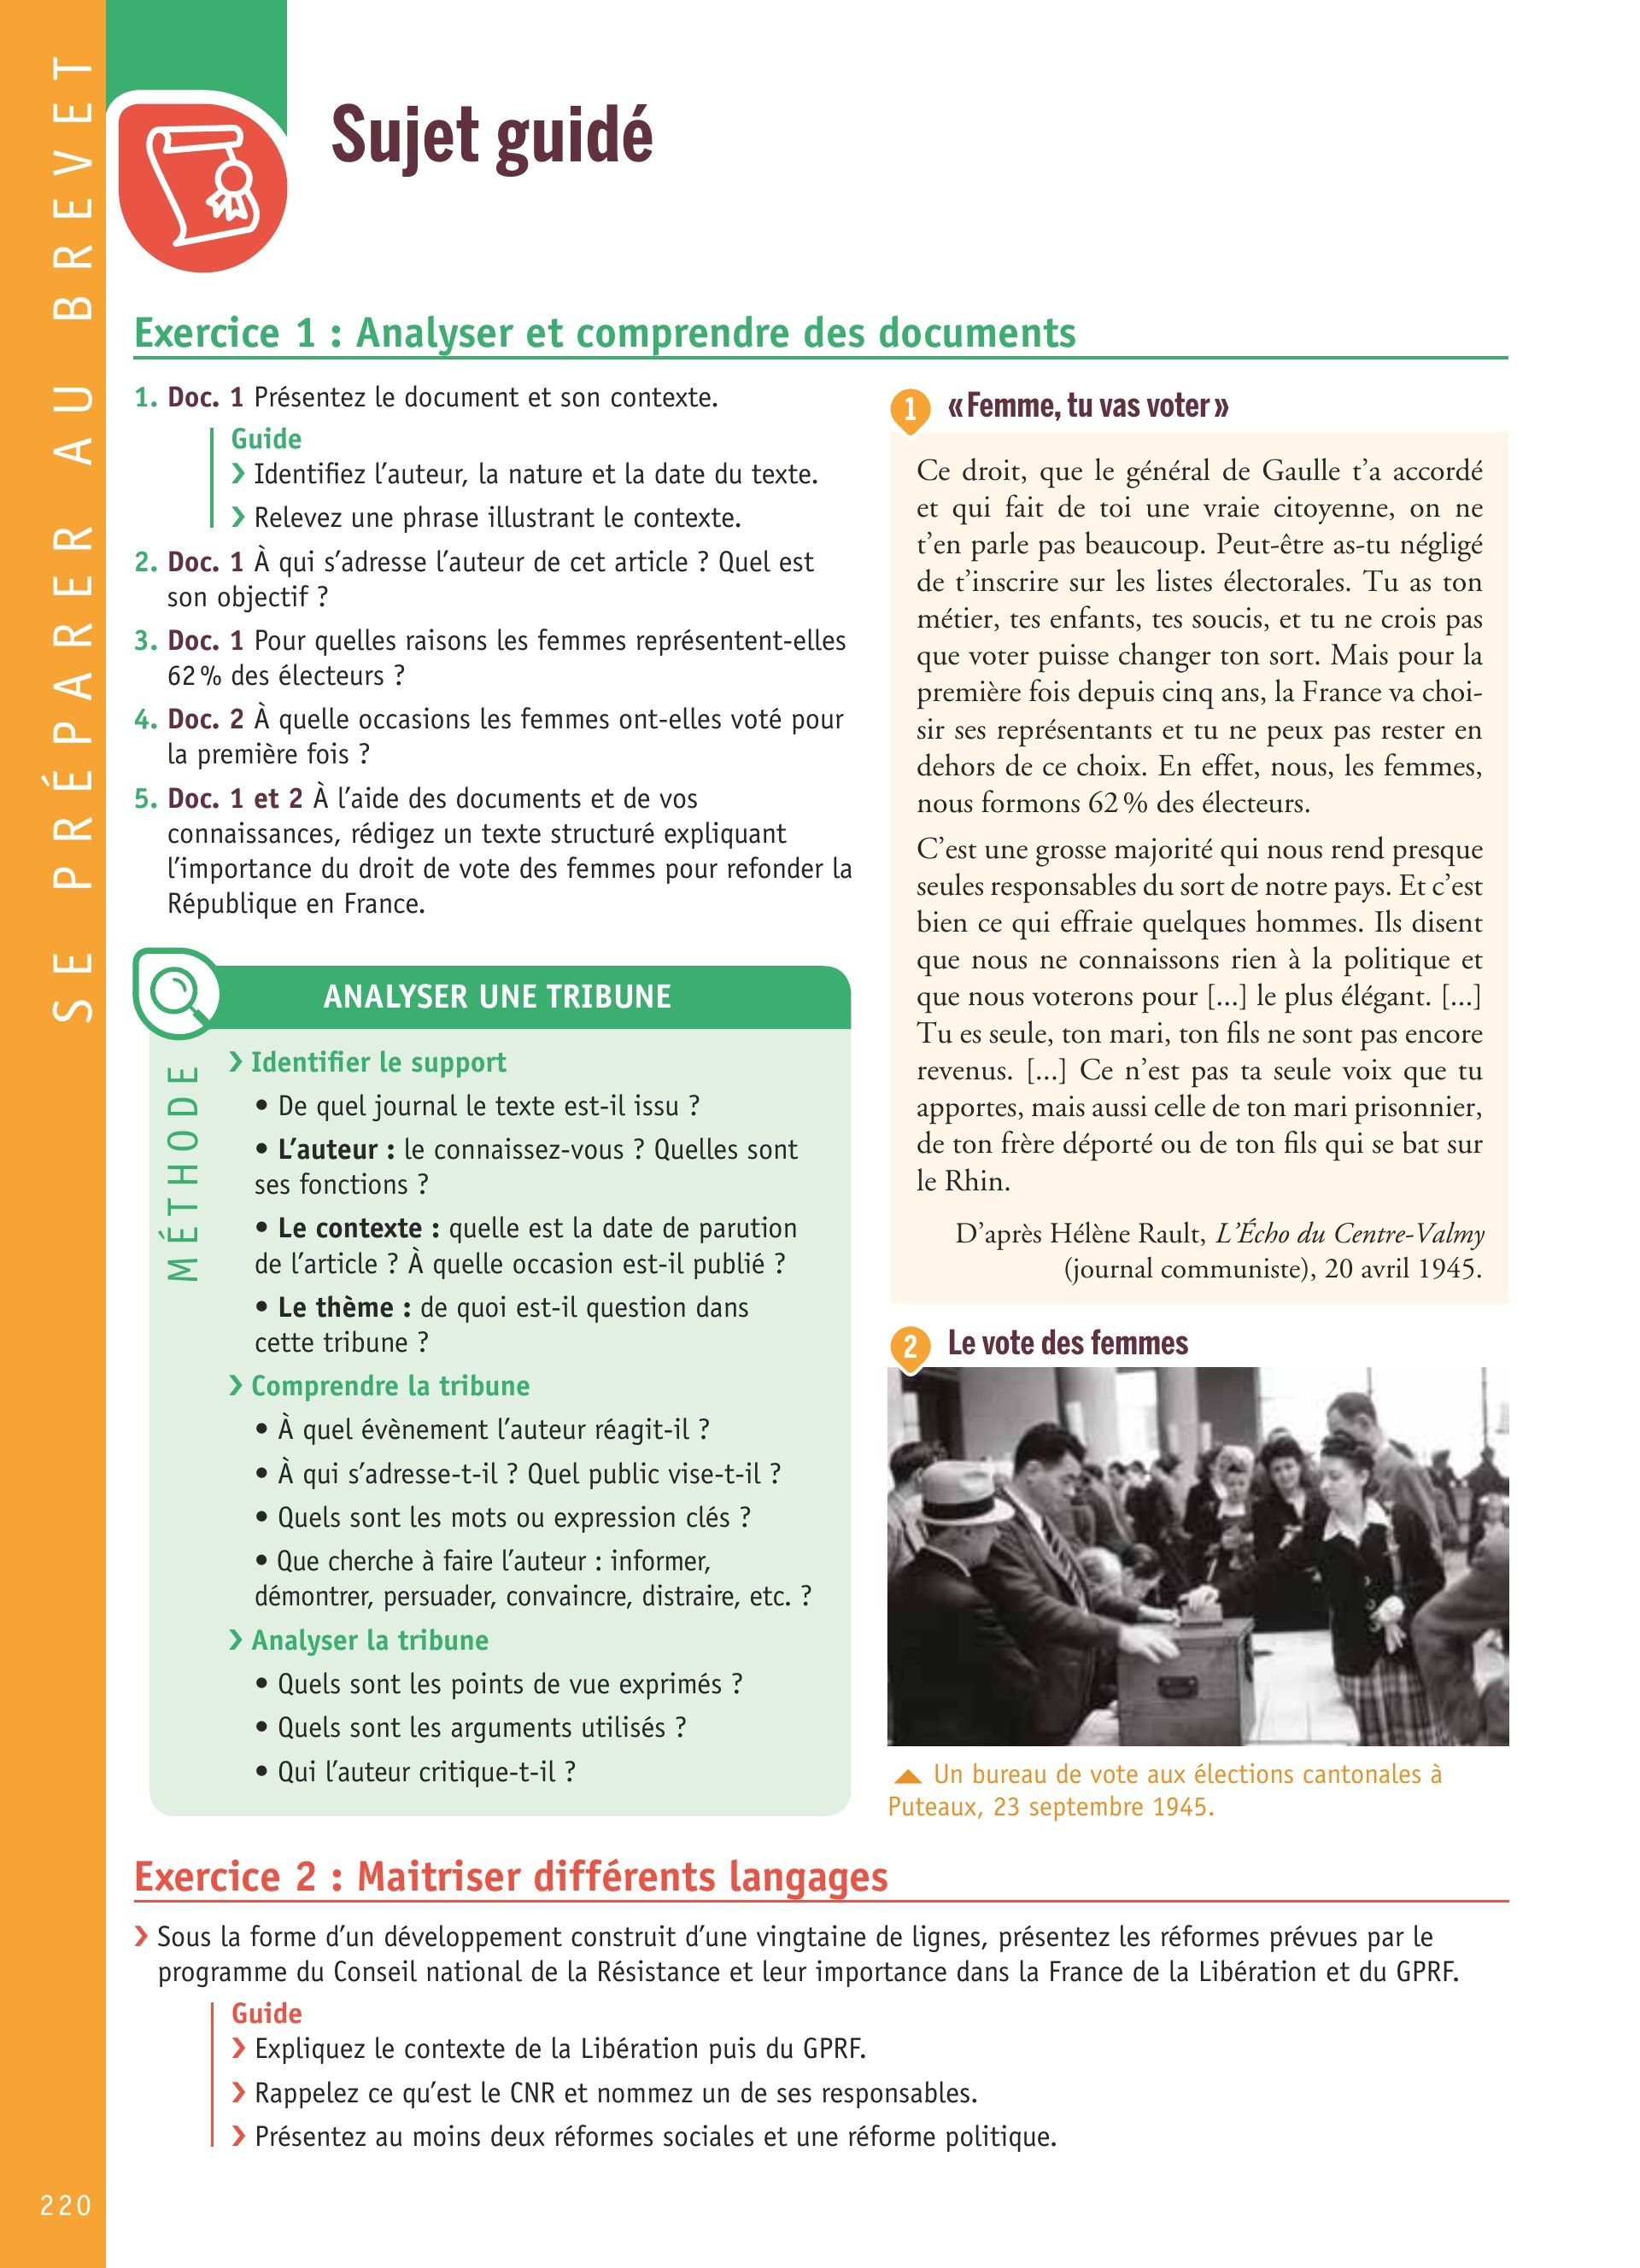 SE PRÉPARER AU BREVET
Sujet guidé
Exercice 1 : Analyser et comprendre des documents
1. Doc. 1 Présentez le document et son contexte.
Guide
› Identifiez l'auteur, la nature et la date du texte.
› Relevez une phrase illustrant le contexte.
2. Doc. 1 À qui s'adresse l'auteur de cet article ? Quel est
son objectif ?
3. Doc. 1 Pour quelles raisons les femmes représentent-elles
62 % des électeurs ?
4. Doc. 2 À quelle occasions les femmes ont-elles voté pour
la première fois ?
5. Doc. 1 et 2 À l'aide des documents et de vos
connaissances, rédigez un texte structuré expliquant
l'importance du droit de vote des femmes pour refonder la
République en France.
ANALYSER UNE TRIBUNE
MÉTHODE
› Identifier le support
• De quel journal le texte est-il issu ?
• L'auteur : le connaissez-vous ? Quelles sont
ses fonctions ?
• Le contexte : quelle est la date de parution
de l'article ? À quelle occasion est-il publié ?
• Le thème : de quoi est-il question dans
cette tribune ?
› Comprendre la tribune
• À quel évènement l'auteur réagit-il ?
• À qui s'adresse-t-il ? Quel public vise-t-il ?
• Quels sont les mots ou expression clés ?
• Que cherche à faire l'auteur : informer,
démontrer, persuader, convaincre, distraire, etc. ?
› Analyser la tribune
• Quels sont les points de vue exprimés ?
• Quels sont les arguments utilisés ?
• Qui l'auteur critique-t-il ?
1 « Femme, tu vas voter »
Ce droit, que le général de Gaulle t'a accordé
et qui fait de toi une vraie citoyenne, on ne
t'en parle pas beaucoup. Peut-être as-tu négligé
de t'inscrire sur les listes électorales. Tu as ton
métier, tes enfants, tes soucis, et tu ne crois pas
que voter puisse changer ton sort. Mais pour la
première fois depuis cinq ans, la France va choi-
sir ses représentants et tu ne peux pas rester en
dehors de ce choix. En effet, nous, les femmes,
nous formons 62 % des électeurs.
C'est une grosse majorité qui nous rend presque
seules responsables du sort de notre pays. Et c'est
bien ce qui effraie quelques hommes. Ils disent
que nous ne connaissons rien à la politique et
que nous voterons pour [...] le plus élégant. [...]
Tu es seule, ton mari, ton fils ne sont pas encore
revenus. [...] Ce n'est pas ta seule voix que tu
apportes, mais aussi celle de ton mari prisonnier,
de ton frère déporté ou de ton fils qui se bat sur
le Rhin.
D'après Hélène Rault, L'Écho du Centre-Valmy
(journal communiste), 20 avril 1945.
2 Le vote des femmes
Un bureau de vote aux élections cantonales à
Puteaux, 23 septembre 1945.
Exercice 2 : Maitriser différents langages
› Sous la forme d'un développement construit d'une vingtaine de lignes, présentez les réformes prévues par le
programme du Conseil national de la Résistance et leur importance dans la France de la Libération et du GPRF.
Guide
› Expliquez le contexte de la Libération puis du GPRF.
› Rappelez ce qu'est le CNR et nommez un de ses responsables.
› Présentez au moins deux réformes sociales et une réforme politique.
220